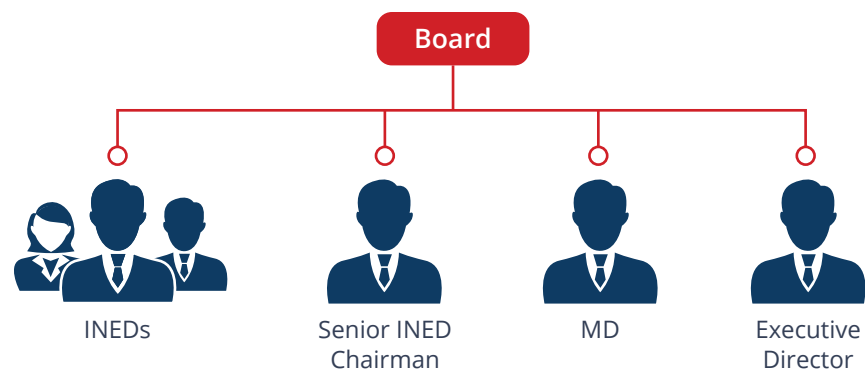 Board
INEDs
Senior INED
Chairman
MD
Executive
Director